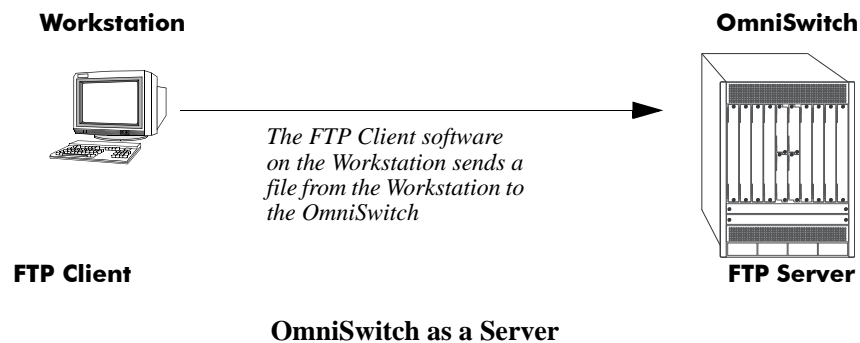 Workstation
OmniSwitch
The FTP Client software
on the Workstation sends a
file from the Workstation to
the OmniSwitch
FTP Client
FTP Server
OmniSwitch as a Server